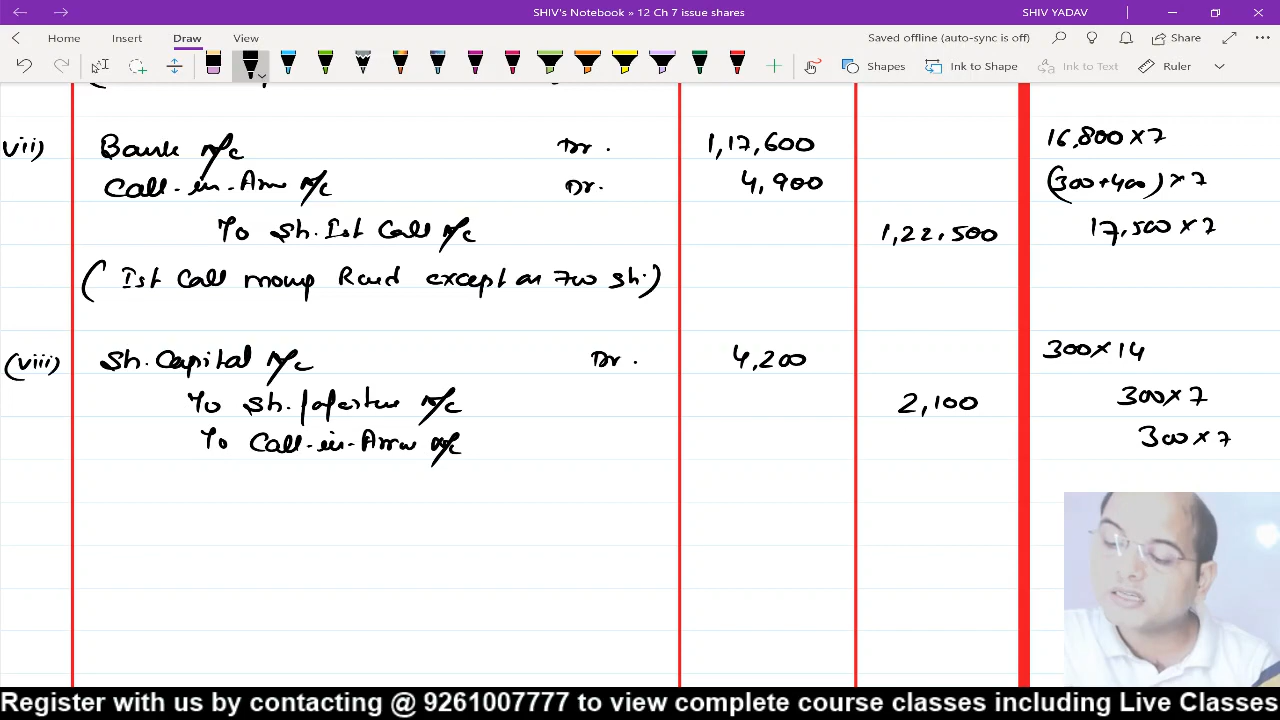 SHIV's Notebook » 12 Ch 7 issue shares
SHIV YADAV
Home Insert Draw View
Saved offline (auto-sync is off)
Share
Shapes
Ink to Shape
Ink to Text
Ruler
vii) Bank A/c Dr. 1,17,600 16,800×7
Call-in-Arrr A/c Dr. 4,900 (300+400)×7
To Sh. Ist Call A/c 1,22,500 17,500×7
( Ist Call money Recvd except on 700 Sh.)
(viii) Sh. Capital A/c Dr. 4,200 300×14
To Sh. forfeiture A/c 2,100 300×7
To Call-in-Arrr A/c 300×7
Register with us by contacting @ 9261007777 to view complete course classes including Live Classes